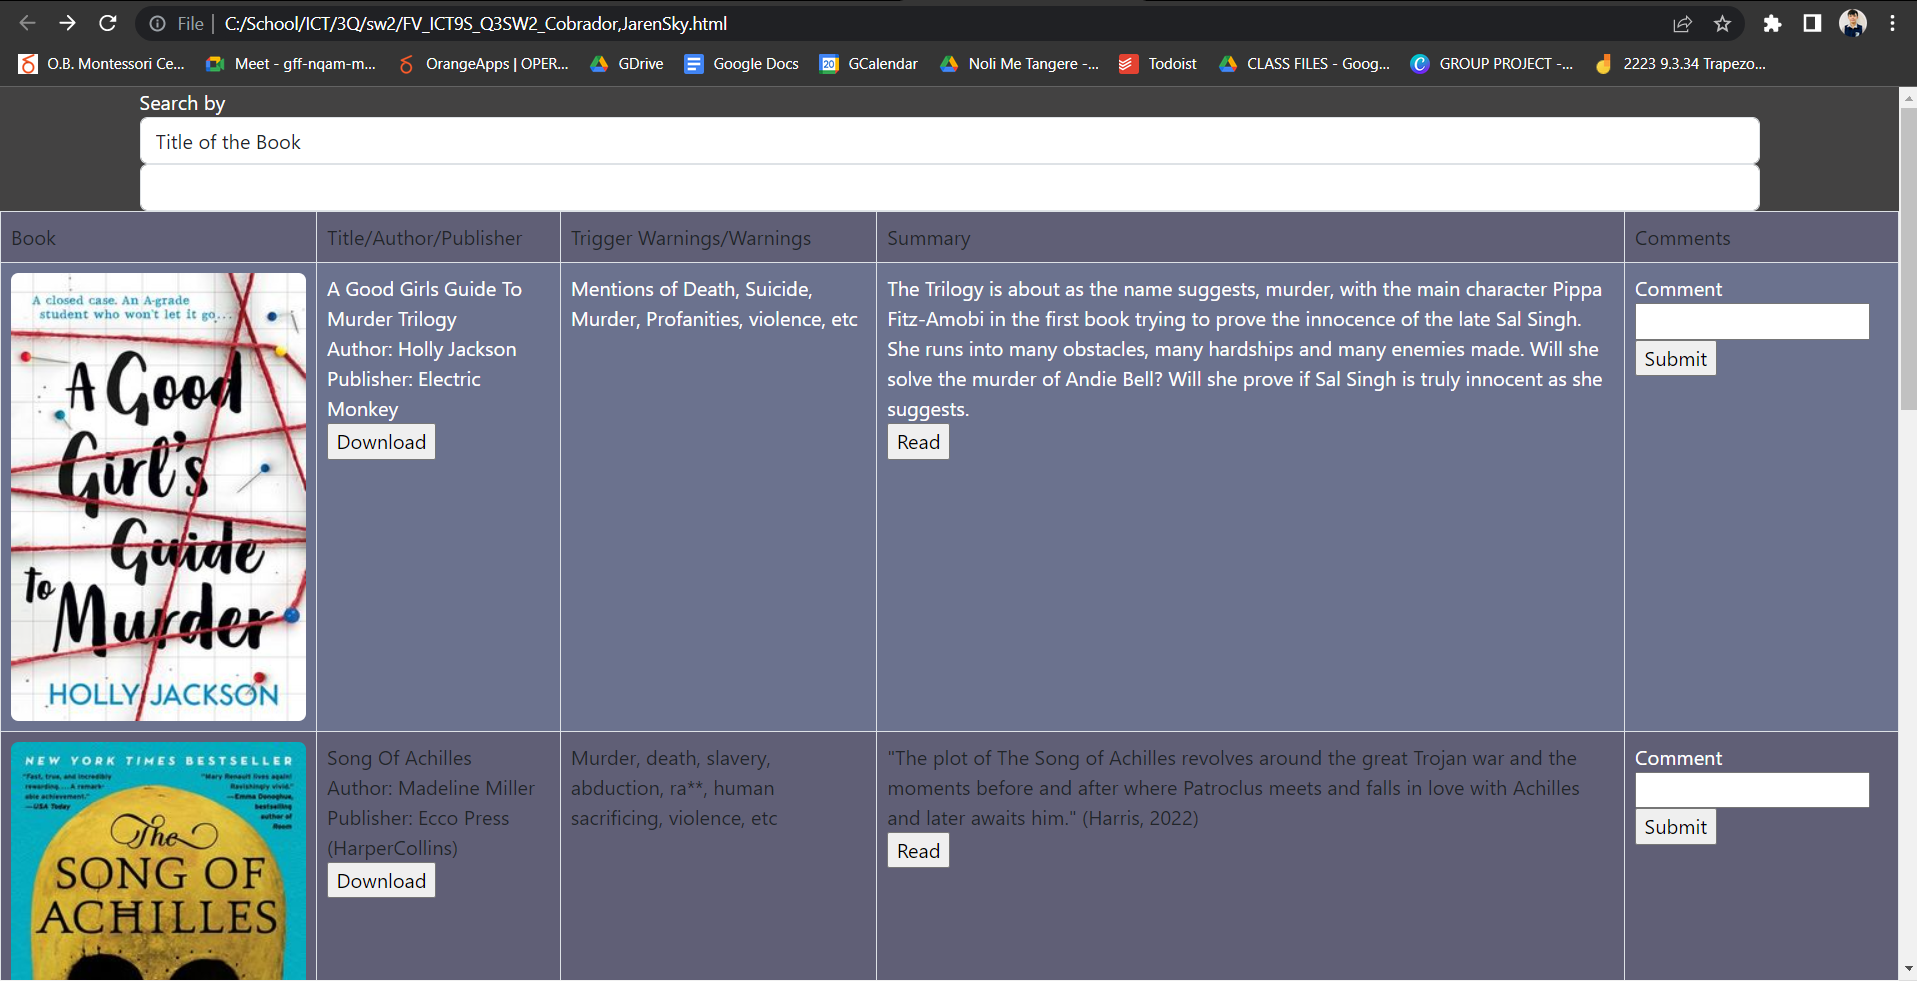 File | C:/School/ICT/3Q/sw2/FV_ICT9S_Q3SW2_Cobrador,JarenSky.html
O.B. Montessori Ce... Meet - gff-nqam-m... OrangeApps | OPER... GDrive Google Docs 20 GCalendar Noli Me Tangere -... Todoist CLASS FILES - Goog... GROUP PROJECT -... 2223 9.3.34 Trapezo...
Search by
Title of the Book
Book Title/Author/Publisher Trigger Warnings/Warnings Summary Comments
A closed case. An A-grade
student who won't let it go...
A Good
Girl's
Guide
to Murder
HOLLY JACKSON
A Good Girls Guide To
Murder Trilogy
Author: Holly Jackson
Publisher: Electric
Monkey
Download
Mentions of Death, Suicide,
Murder, Profanities, violence, etc
The Trilogy is about as the name suggests, murder, with the main character Pippa
Fitz-Amobi in the first book trying to prove the innocence of the late Sal Singh.
She runs into many obstacles, many hardships and many enemies made. Will she
solve the murder of Andie Bell? Will she prove if Sal Singh is truly innocent as she
suggests.
Read
Comment
Submit
NEW YORK TIMES BESTSELLER
"Fast, true, and incredibly
rewarding....A remark-
able achievement."
—USA Today
"Mary Renault lives again!
Ravishingly vivid."
—Emma Donoghue,
bestselling
author of
Room
The
SONG OF
ACHILLES
Song Of Achilles
Author: Madeline Miller
Publisher: Ecco Press
(HarperCollins)
Download
Murder, death, slavery,
abduction, ra**, human
sacrificing, violence, etc
"The plot of The Song of Achilles revolves around the great Trojan war and the
moments before and after where Patroclus meets and falls in love with Achilles
and later awaits him." (Harris, 2022)
Read
Comment
Submit